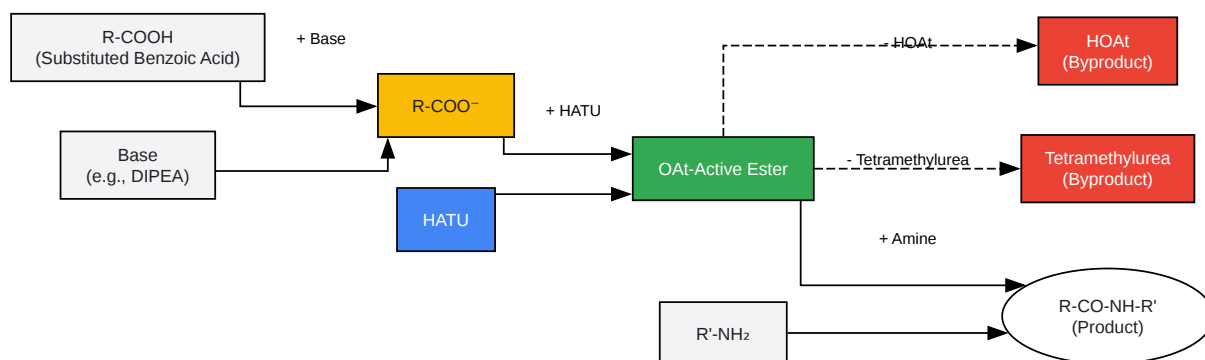 R-COOH
(Substituted Benzoic Acid)
+ Base
Base
(e.g., DIPEA)
R-COO⁻
+ HATU
HATU
OAt-Active Ester
- HOAt
HOAt
(Byproduct)
- Tetramethylurea
Tetramethylurea
(Byproduct)
+ Amine
R'-NH₂
R-CO-NH-R'
(Product)